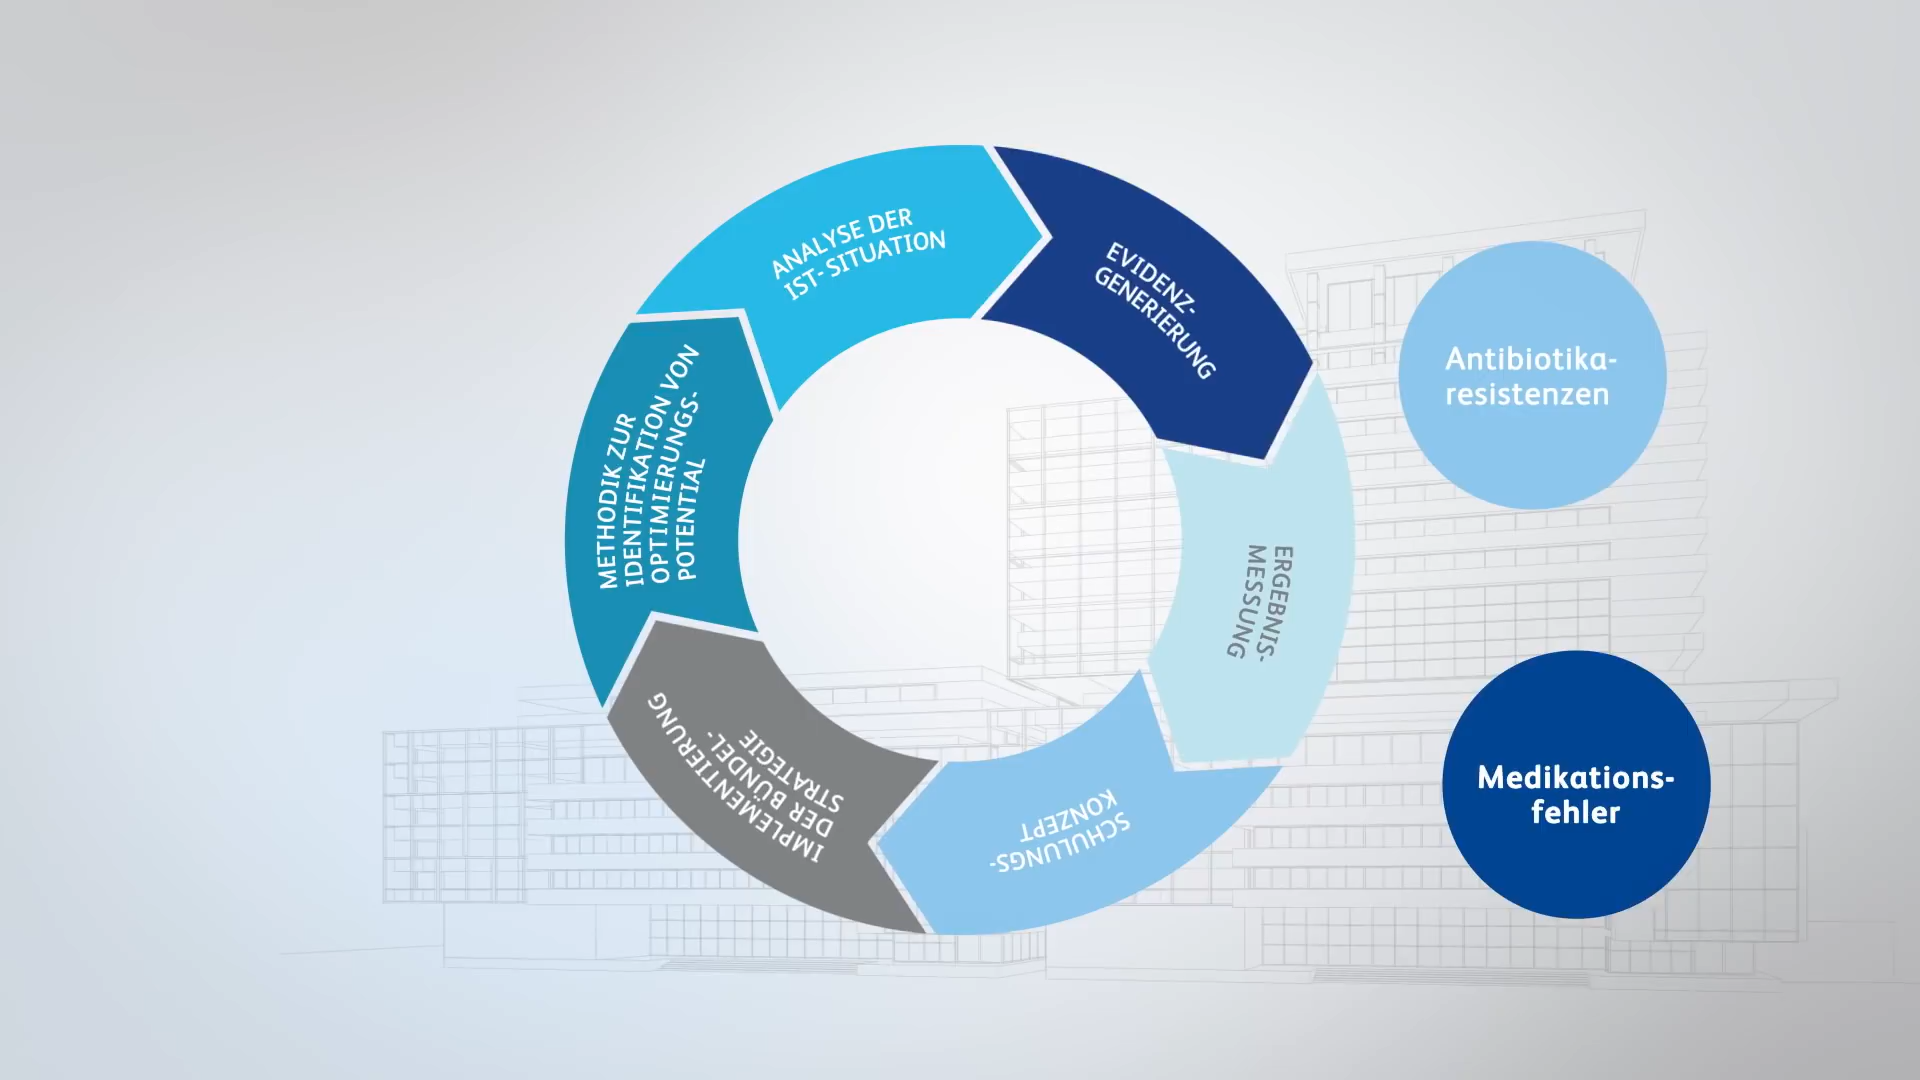 ANALYSE DER
IST-SITUATION
EVIDENZ-
GENERIERUNG
ERGEBNIS-
MESSUNG
SCHULUNGS-
KONZEPT
IMPLEMENTIERUNG
DER BÜNDEL-
STRATEGIE
METHODIK ZUR
IDENTIFIKATION VON
OPTIMIERUNGS-
POTENTIAL
Antibiotika-
resistenzen
Medikations-
fehler